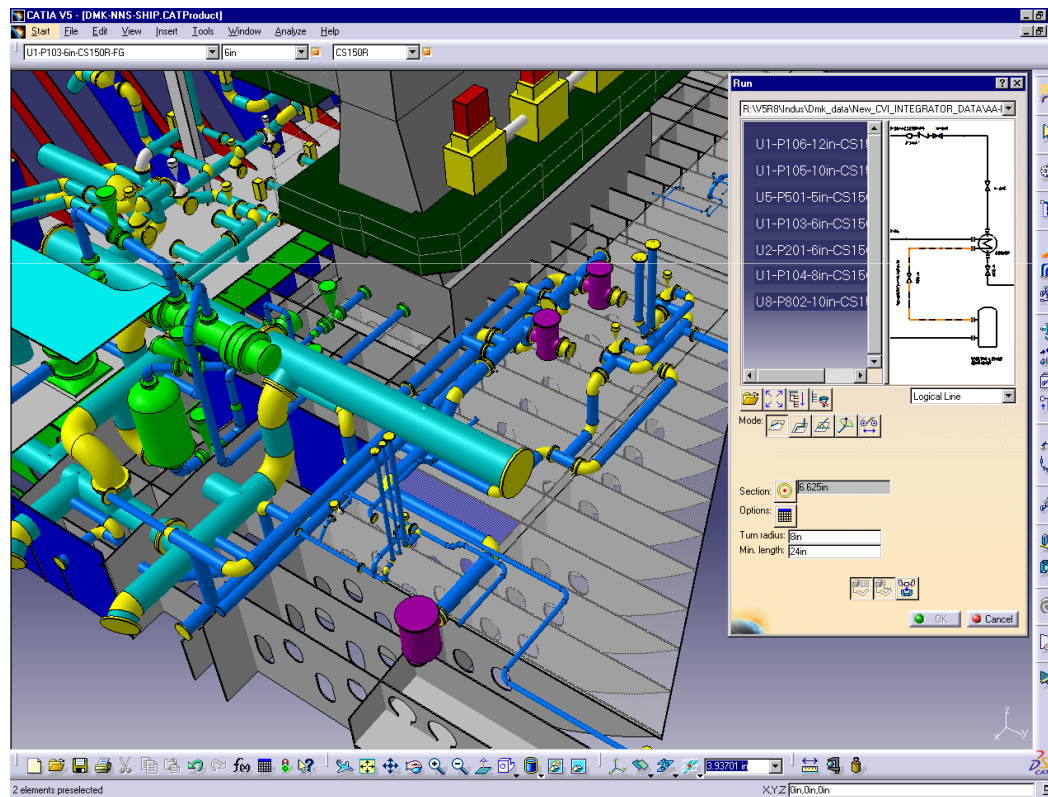 CATIA V5 - [DMK-NNS-SHIP.CATProduct]
Start File Edit View Insert Tools Window Analyze Help
U1-P103-6in-CS150R-FG 6in CS150R
Run
R:\V5R8\Indus\Dmk_data\New_CVI_INTEGRATOR_DATA\AA-
U1-P106-12in-CS1
U1-P105-10in-CS1
U5-P501-5in-CS15
U1-P103-6in-CS15
U2-P201-6in-CS15
U1-P104-8in-CS15
U8-P802-10in-CS1
Logical Line
Mode:
Section: 6.625in
Options:
Turn radius: 8in
Min. length: 24in
OK Cancel
z
x y
3.93701 in
2 elements preselected X,Y,Z 0in,0in,0in